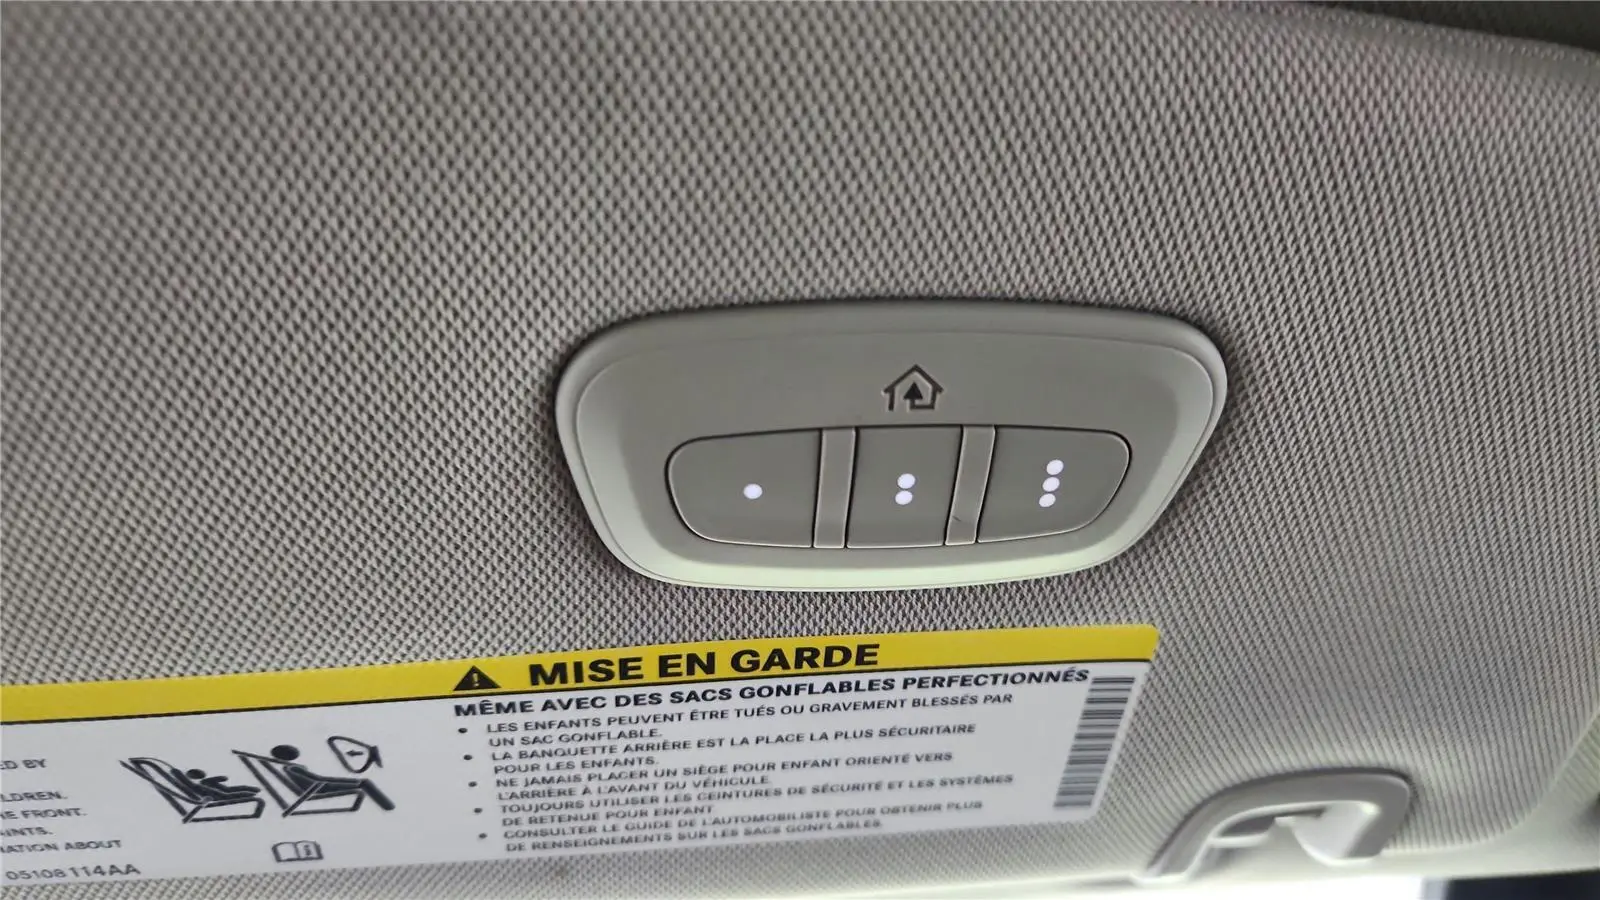 MISE EN GARDE
MÊME AVEC DES SACS GONFLABLES PERFECTIONNÉS
• LES ENFANTS PEUVENT ÊTRE TUÉS OU GRAVEMENT BLESSÉS PAR
UN SAC GONFLABLE.
• LA BANQUETTE ARRIÈRE EST LA PLACE LA PLUS SÉCURITAIRE
POUR LES ENFANTS.
• NE JAMAIS PLACER UN SIÈGE POUR ENFANT ORIENTÉ VERS
L'ARRIÈRE À L'AVANT DU VÉHICULE.
• TOUJOURS UTILISER LES CEINTURES DE SÉCURITÉ ET LES SYSTÈMES
DE RETENUE POUR ENFANT.
• CONSULTER LE GUIDE DE L'AUTOMOBILISTE POUR OBTENIR PLUS
DE RENSEIGNEMENTS SUR LES SACS GONFLABLES.
ED BY
LDREN.
HE FRONT.
AINTS.
MATION ABOUT
05108114AA